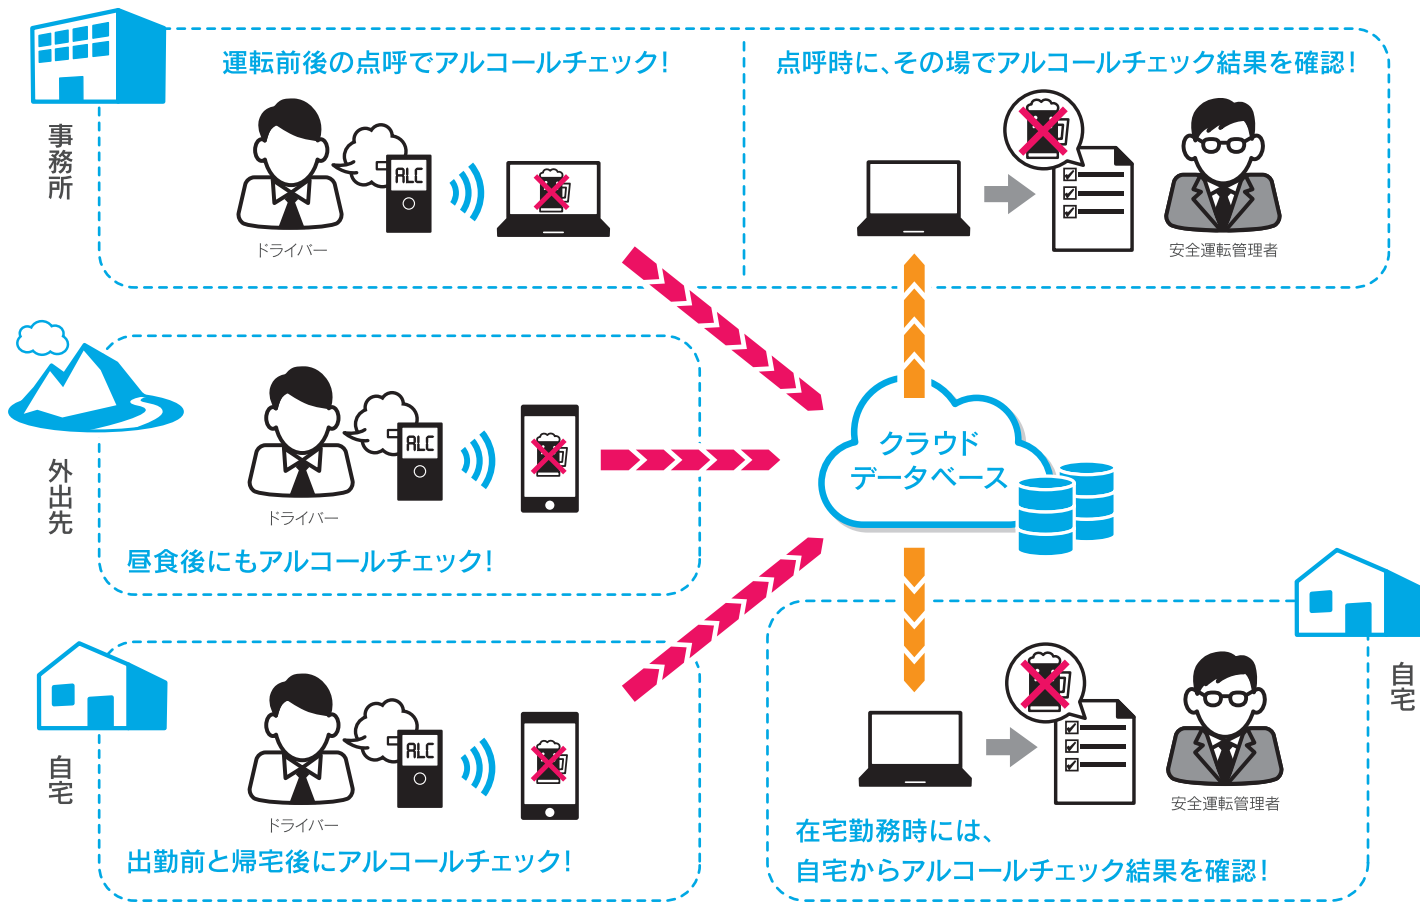 事務所
運転前後の点呼でアルコールチェック!
ALC
ドライバー
点呼時に、その場でアルコールチェック結果を確認!
安全運転管理者
外出先
ALC
ドライバー
昼食後にもアルコールチェック!
クラウド
データベース
自宅
ALC
ドライバー
出勤前と帰宅後にアルコールチェック!
自宅
安全運転管理者
在宅勤務時には、
自宅からアルコールチェック結果を確認!